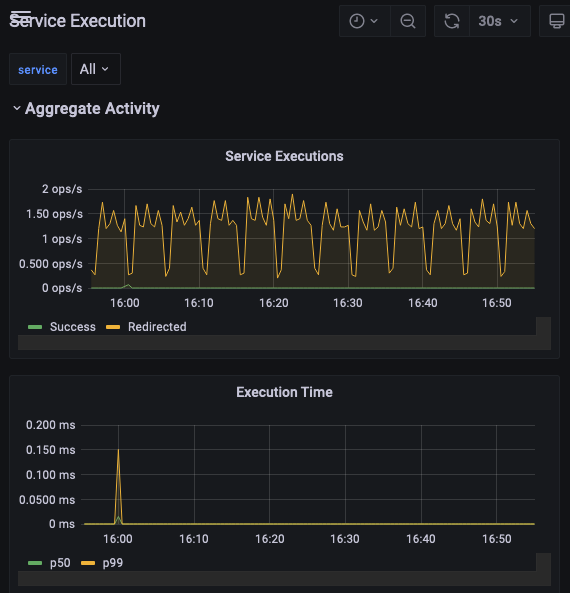 Service Execution
30s
service All
Aggregate Activity
Service Executions
2 ops/s
1.50 ops/s
1 ops/s
0.500 ops/s
0 ops/s
16:00 16:10 16:20 16:30 16:40 16:50
Success Redirected
Execution Time
0.200 ms
0.150 ms
0.100 ms
0.0500 ms
0 ms
16:00 16:10 16:20 16:30 16:40 16:50
p50 p99